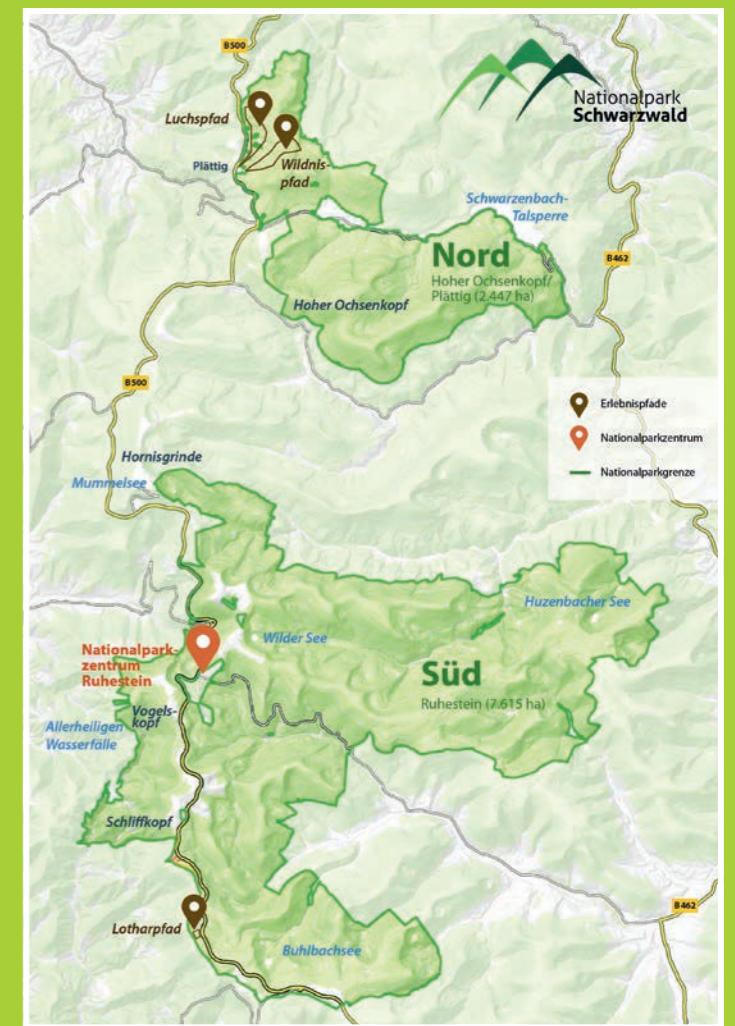 B500
Nationalpark
Schwarzwald
Luchspfad
Plättig
Wildnis-
pfad
Schwarzenbach-
Talsperre
Nord
Hoher Ochsenkopf/
Plättig (2.447 ha)
B462
Hoher Ochsenkopf
B500
Erlebnispfade
Nationalparkzentrum
Nationalparkgrenze
Hornisgrinde
Mummelsee
Huzenbacher See
Wilder See
Nationalpark-
zentrum
Ruhestein
Süd
Ruhestein (7.615 ha)
Vogels-
kopf
Allerheiligen
Wasserfälle
Schliffkopf
B462
Lotharpfad
Buhlbachsee